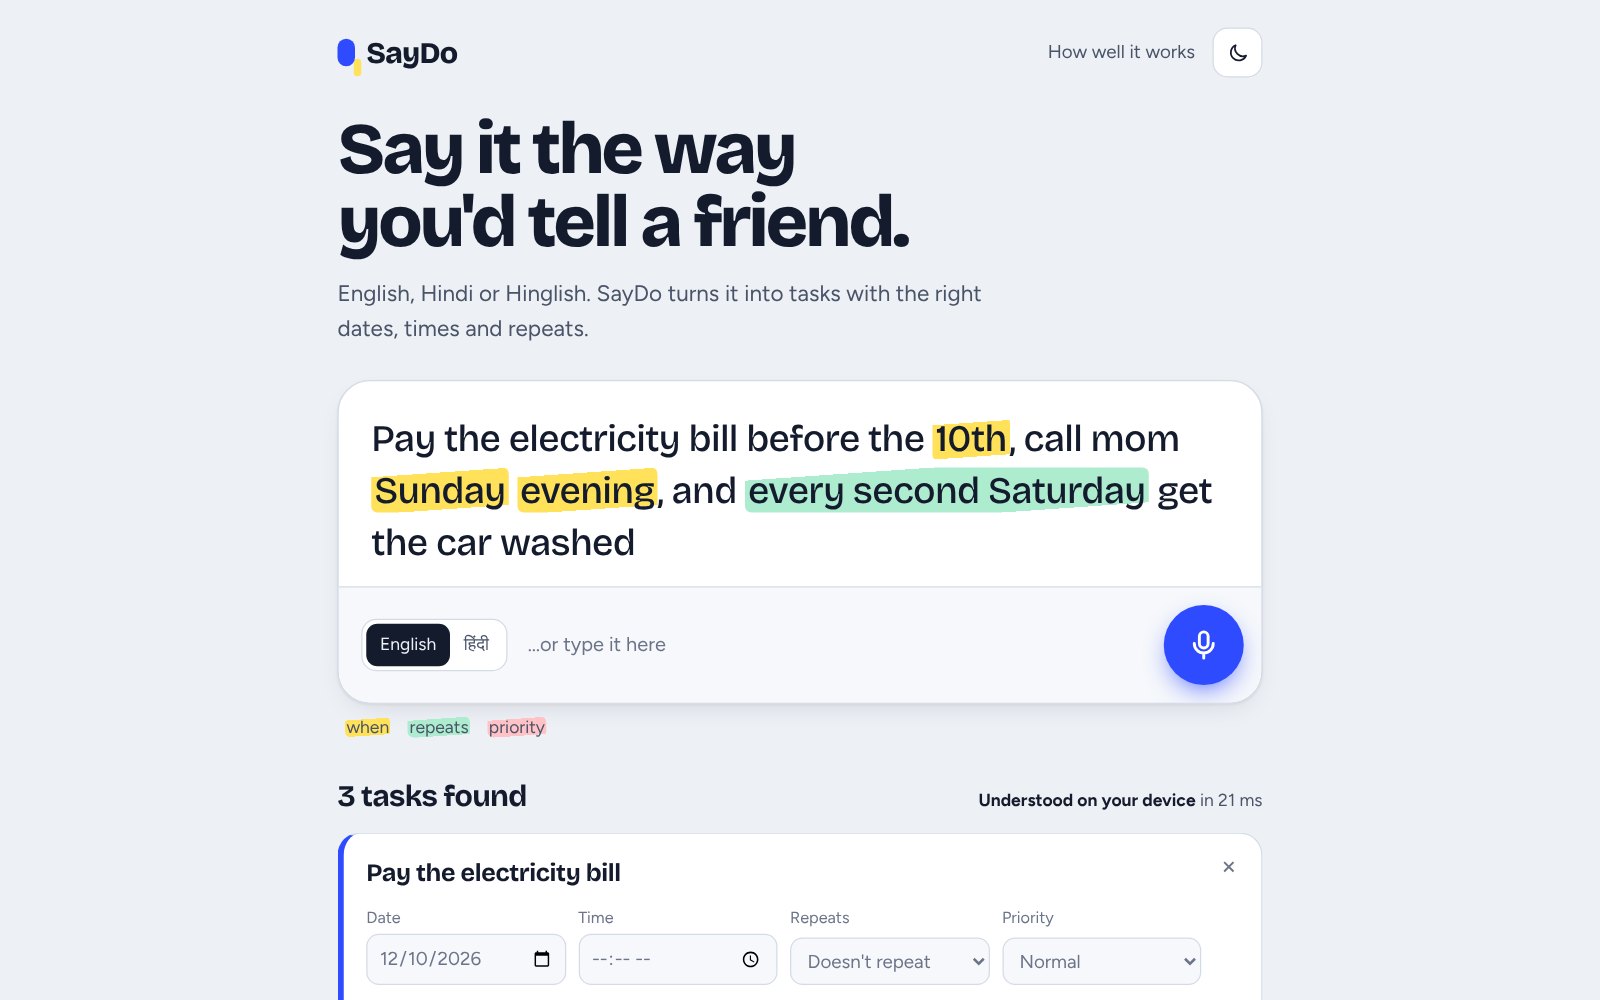 SayDo
How well it works
Say it the way
you'd tell a friend.
English, Hindi or Hinglish. SayDo turns it into tasks with the right
dates, times and repeats.
Pay the electricity bill before the 10th, call mom
Sunday evening, and every second Saturday get
the car washed
English हिंदी ...or type it here
when repeats priority
3 tasks found
Understood on your device in 21 ms
Pay the electricity bill
Date Time Repeats Priority
12/10/2026 --:-- -- Doesn't repeat Normal